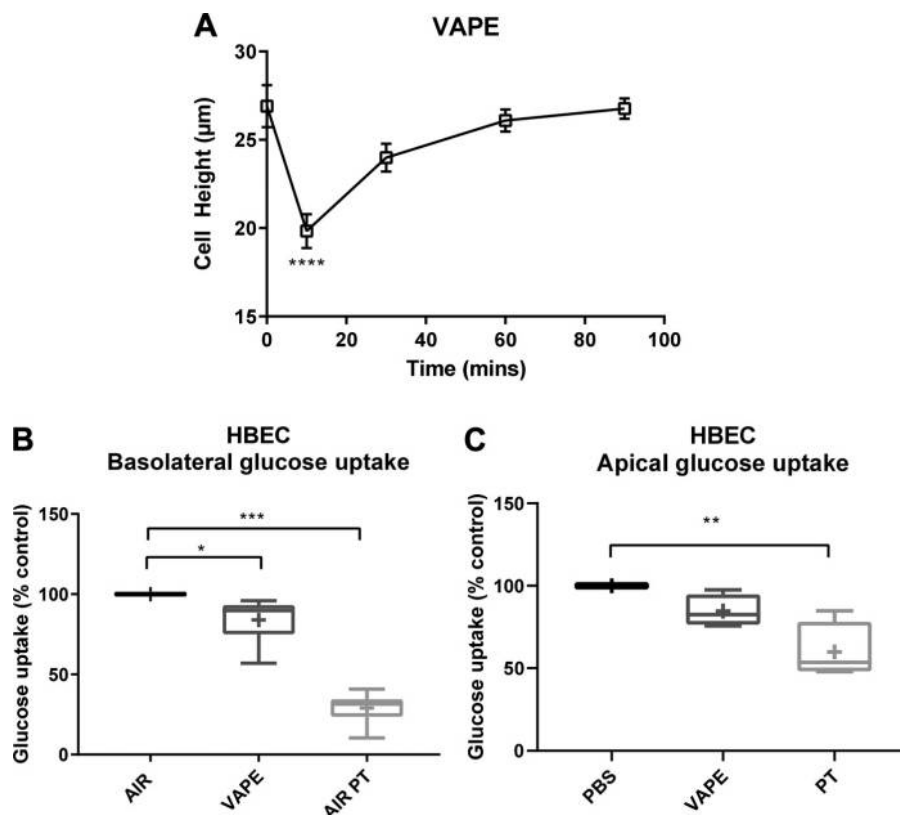 A
VAPE
30
25
20
15
Cell Height (µm)
****
0 20 40 60 80 100
Time (mins)
B
HBEC
Basolateral glucose uptake
150
100
50
0
Glucose uptake (% control)
***
*
AIR
VAPE
AIR PT
C
HBEC
Apical glucose uptake
150
100
50
0
Glucose uptake (% control)
**
PBS
VAPE
PT